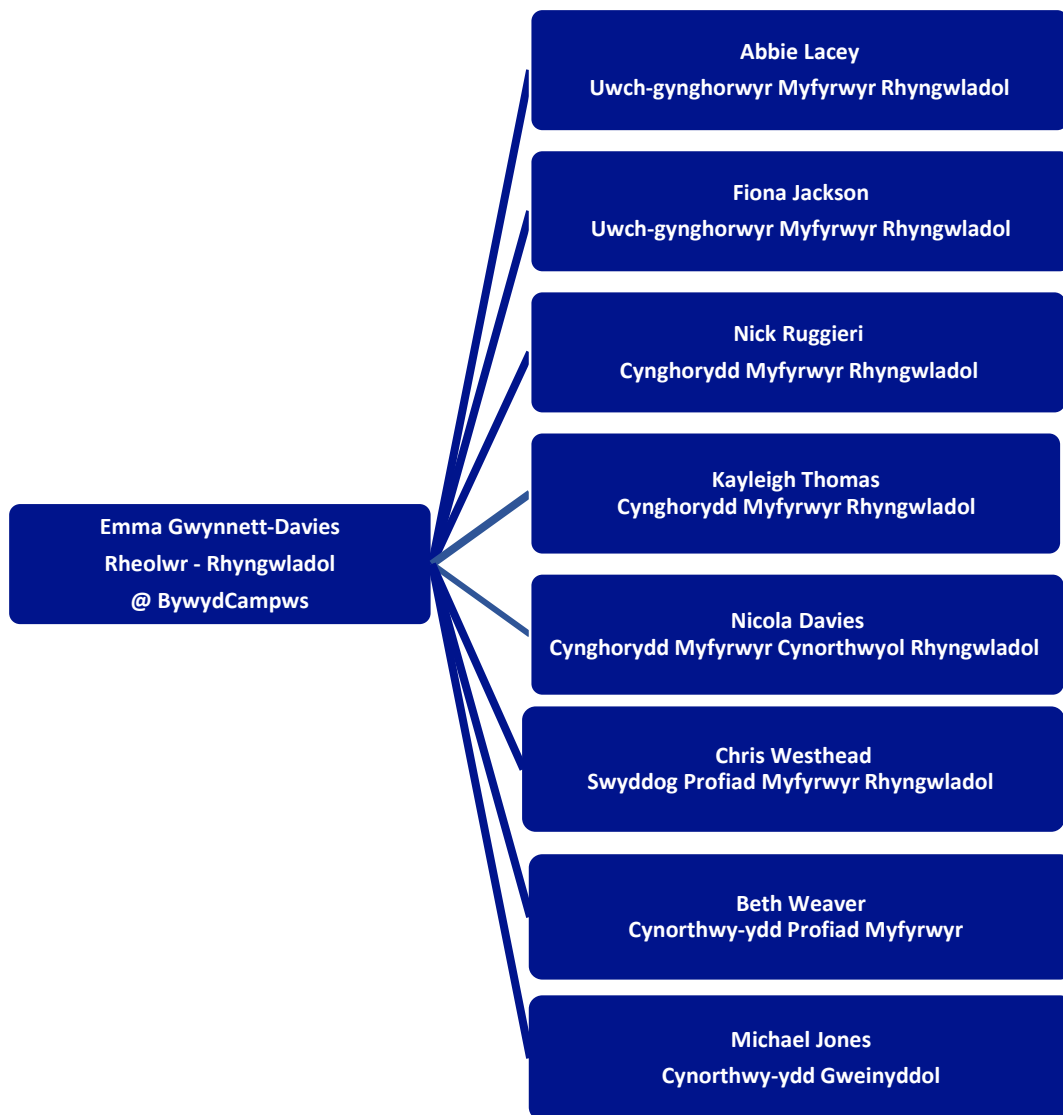 Abbie Lacey
Uwch-gynghorwyr Myfyrwyr Rhyngwladol
Fiona Jackson
Uwch-gynghorwyr Myfyrwyr Rhyngwladol
Nick Ruggieri
Cynghorydd Myfyrwyr Rhyngwladol
Kayleigh Thomas
Cynghorydd Myfyrwyr Rhyngwladol
Emma Gwynnett-Davies
Rheolwr - Rhyngwladol
@ BywydCampws
Nicola Davies
Cynghorydd Myfyrwyr Cynorthwyol Rhyngwladol
Chris Westhead
Swyddog Profiad Myfyrwyr Rhyngwladol
Beth Weaver
Cynorthwy-ydd Profiad Myfyrwyr
Michael Jones
Cynorthwy-ydd Gweinyddol